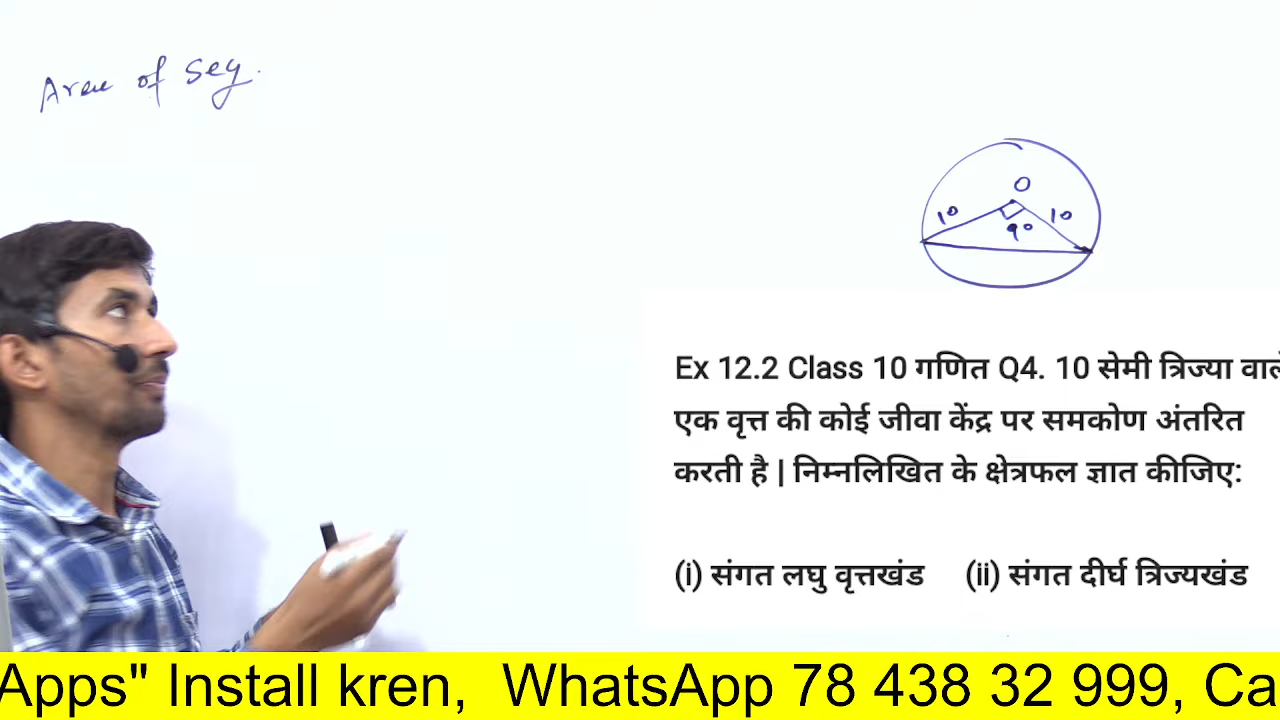 Area of Seg.
O
10 10
90
Ex 12.2 Class 10 गणित Q4. 10 सेमी त्रिज्या वाले
एक वृत्त की कोई जीवा केंद्र पर समकोण अंतरित
करती है | निम्नलिखित के क्षेत्रफल ज्ञात कीजिए:
(i) संगत लघु वृत्तखंड (ii) संगत दीर्घ त्रिज्यखंड
Apps" Install kren, WhatsApp 78 438 32 999, Ca